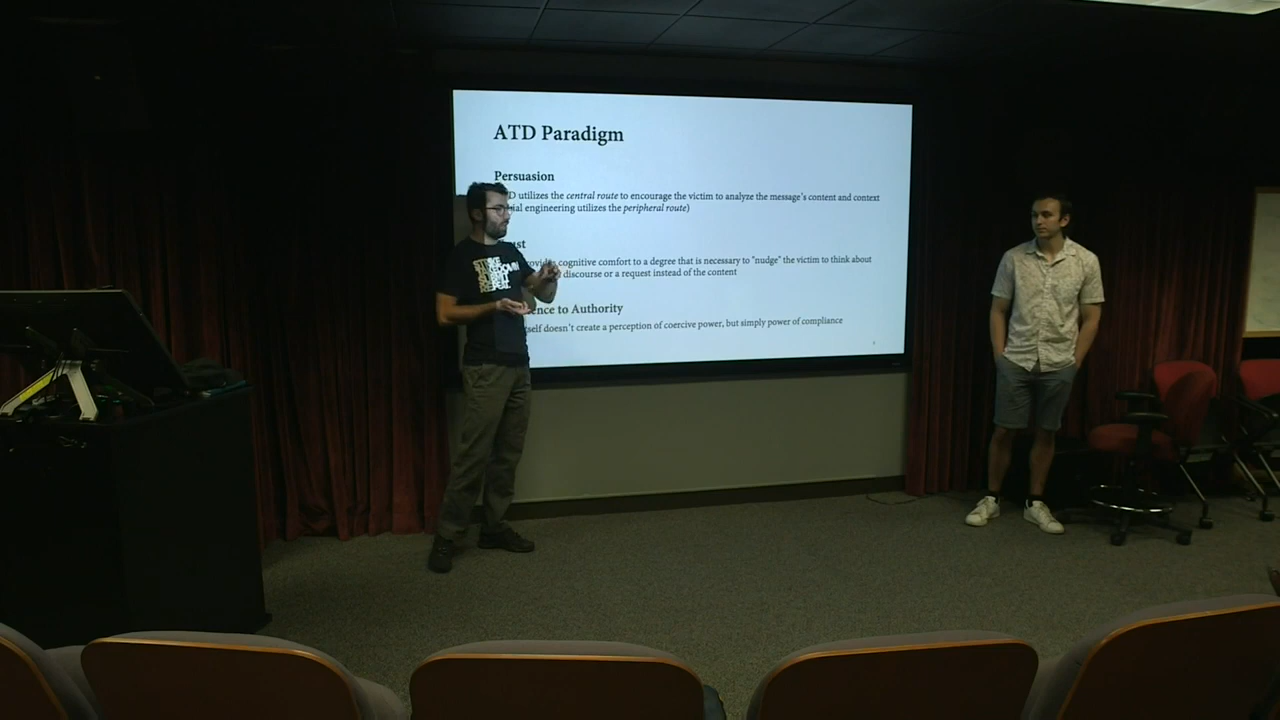 ATD Paradigm
Persuasion
D utilizes the central route to encourage the victim to analyze the message's content and context
ial engineering utilizes the peripheral route)
ust
cognitive comfort to a degree that is necessary to "nudge" the victim to think about
discourse or a request instead of the content
ence to Authority
self doesn't create a perception of coercive power, but simply power of compliance
REPEAT.